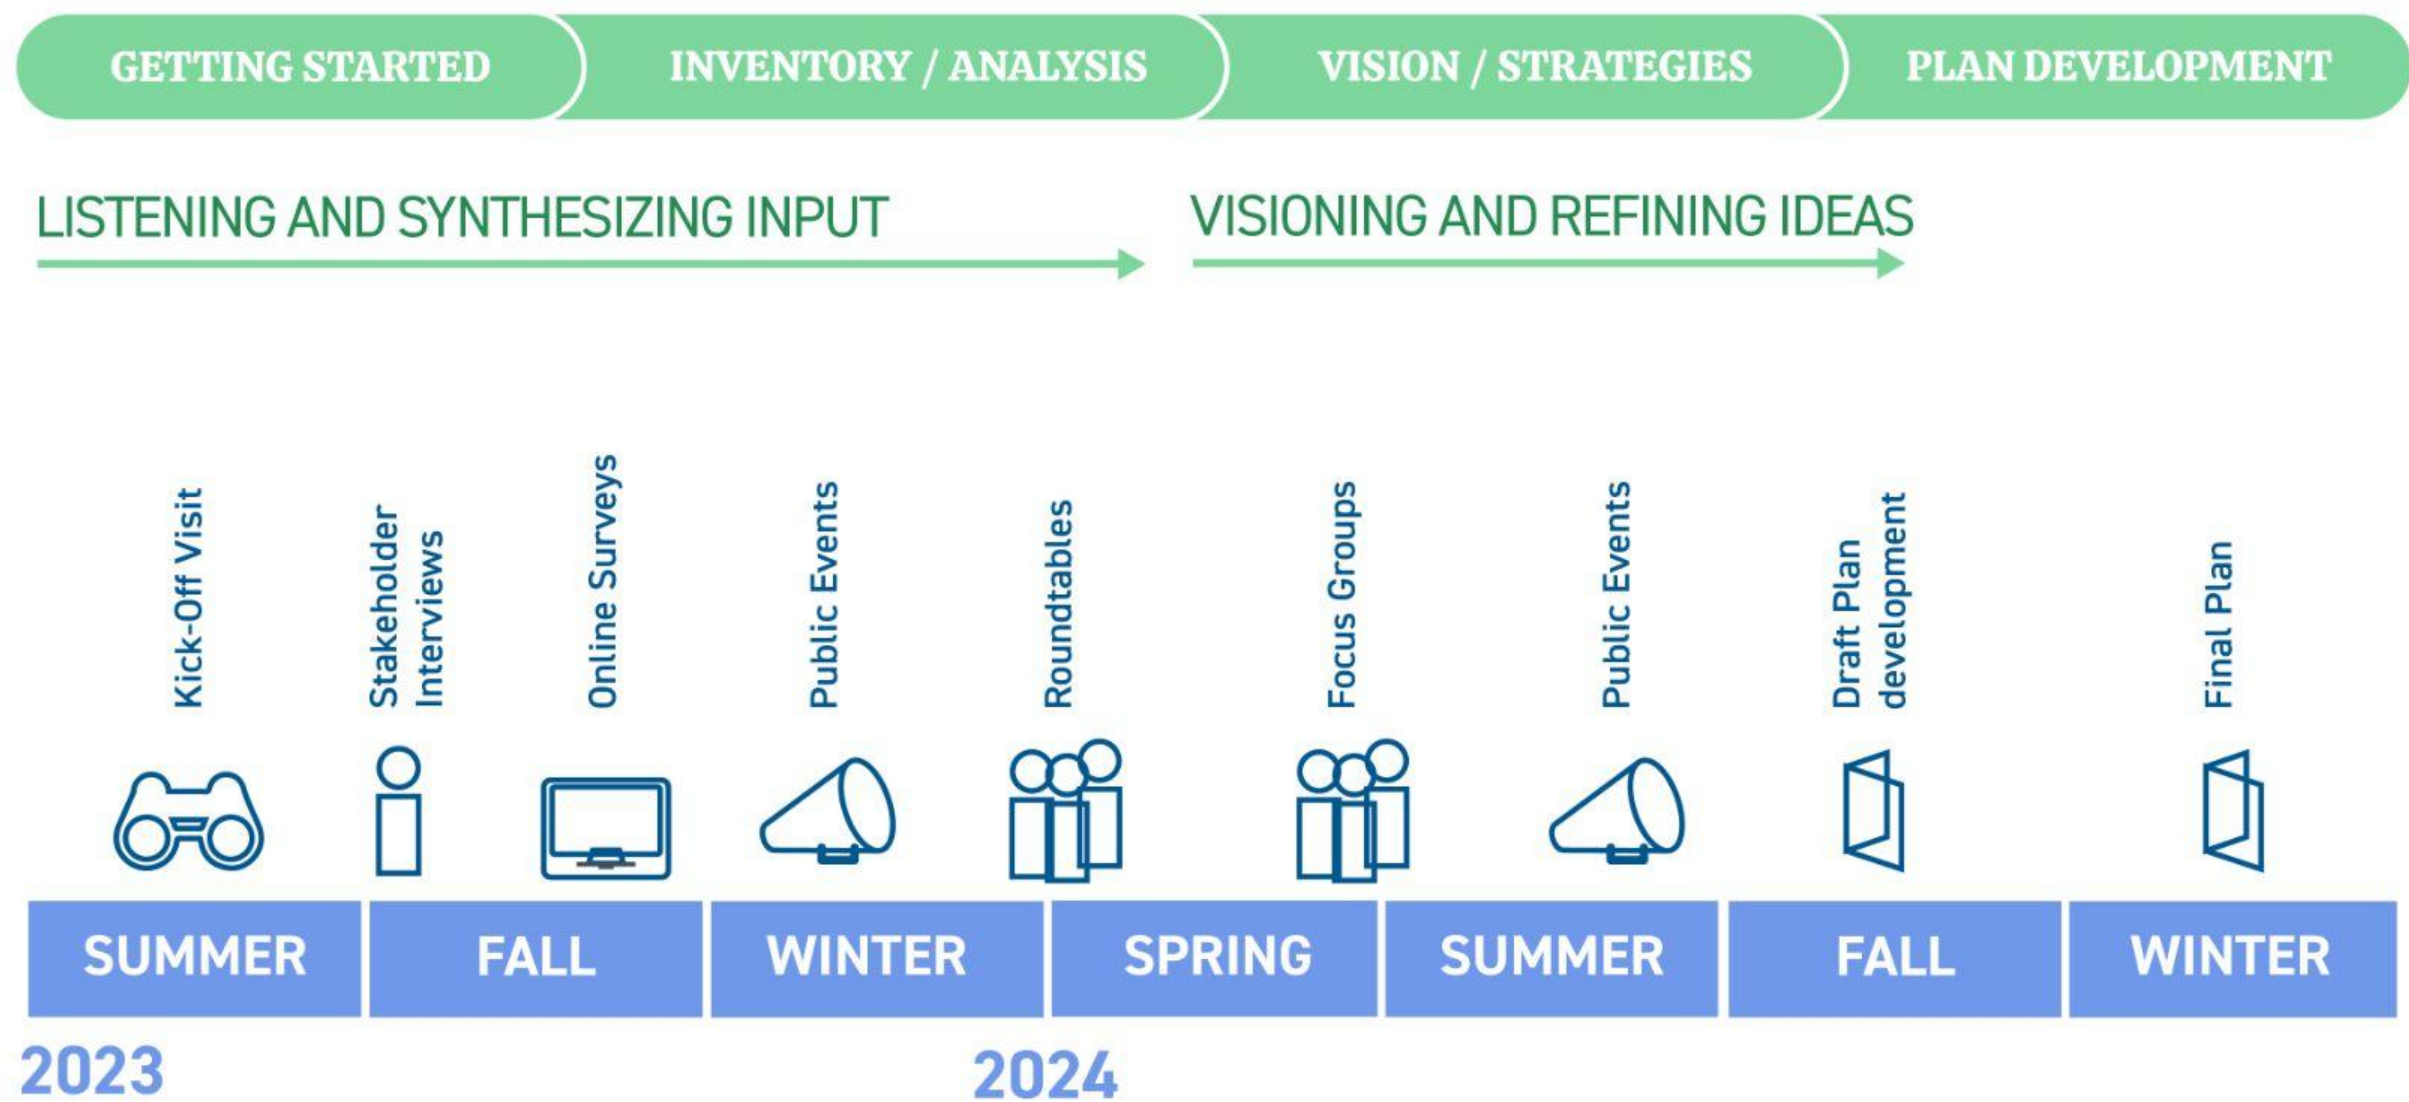 GETTING STARTED
INVENTORY / ANALYSIS
VISION / STRATEGIES
PLAN DEVELOPMENT
LISTENING AND SYNTHESIZING INPUT
VISIONING AND REFINING IDEAS
Kick-Off Visit
Stakeholder
Interviews
Online Surveys
Public Events
Roundtables
Focus Groups
Public Events
Draft Plan
development
Final Plan
SUMMER
FALL
WINTER
SPRING
SUMMER
FALL
WINTER
2023
2024